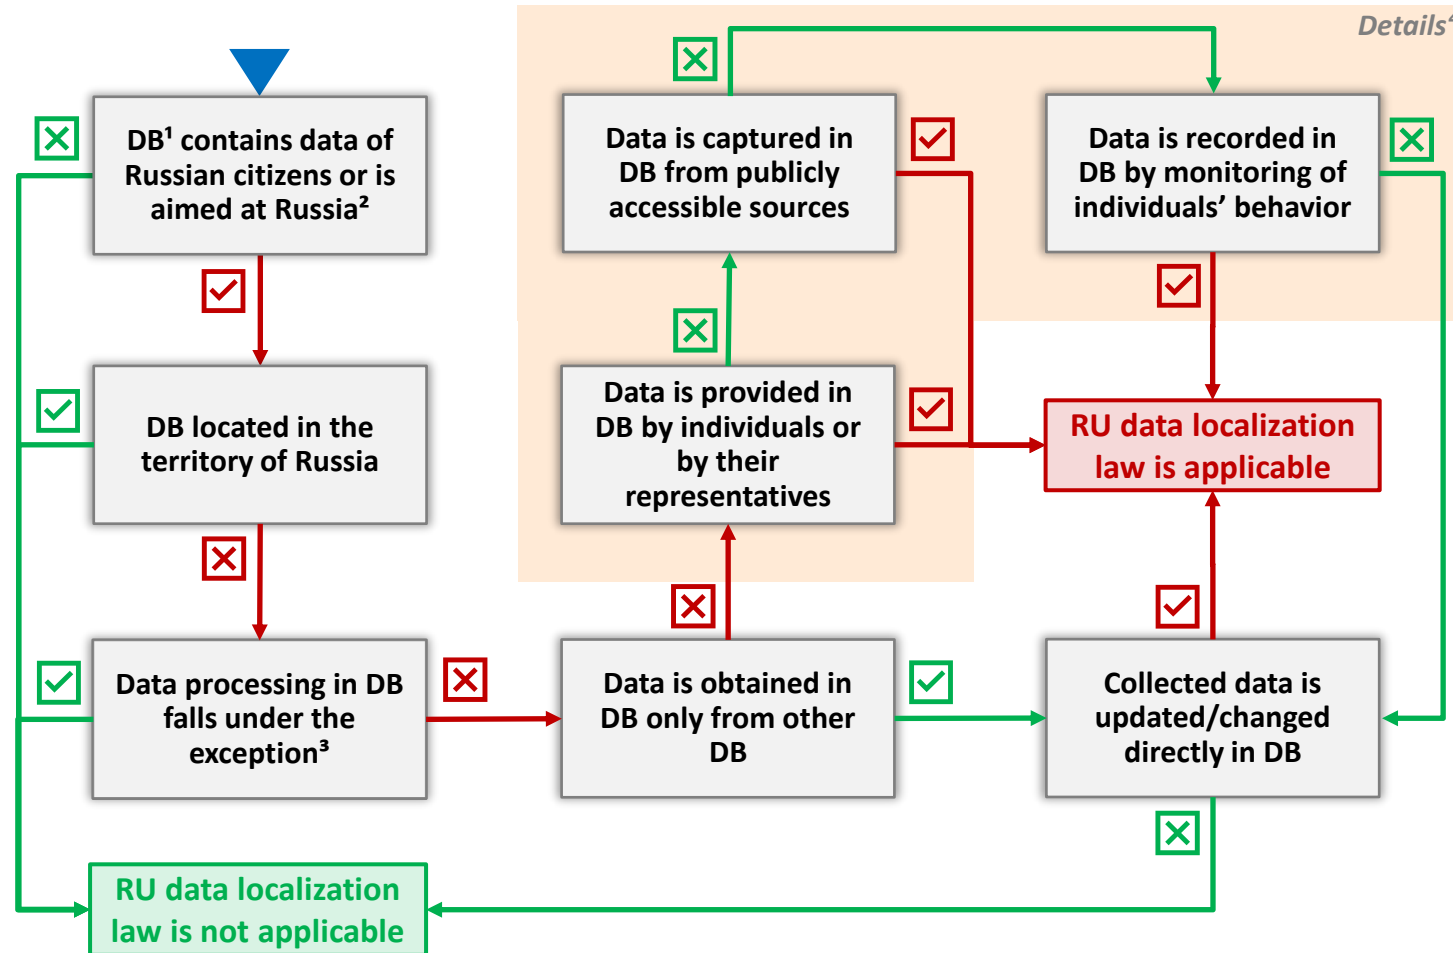 Details⁴
DB¹ contains data of
Russian citizens or is
aimed at Russia²
Data is captured in
DB from publicly
accessible sources
Data is recorded in
DB by monitoring of
individuals’ behavior
DB located in the
territory of Russia
Data is provided in
DB by individuals or
by their
representatives
RU data localization
law is applicable
Data processing in DB
falls under the
exception³
Data is obtained in
DB only from other
DB
Collected data is
updated/changed
directly in DB
RU data localization
law is not applicable